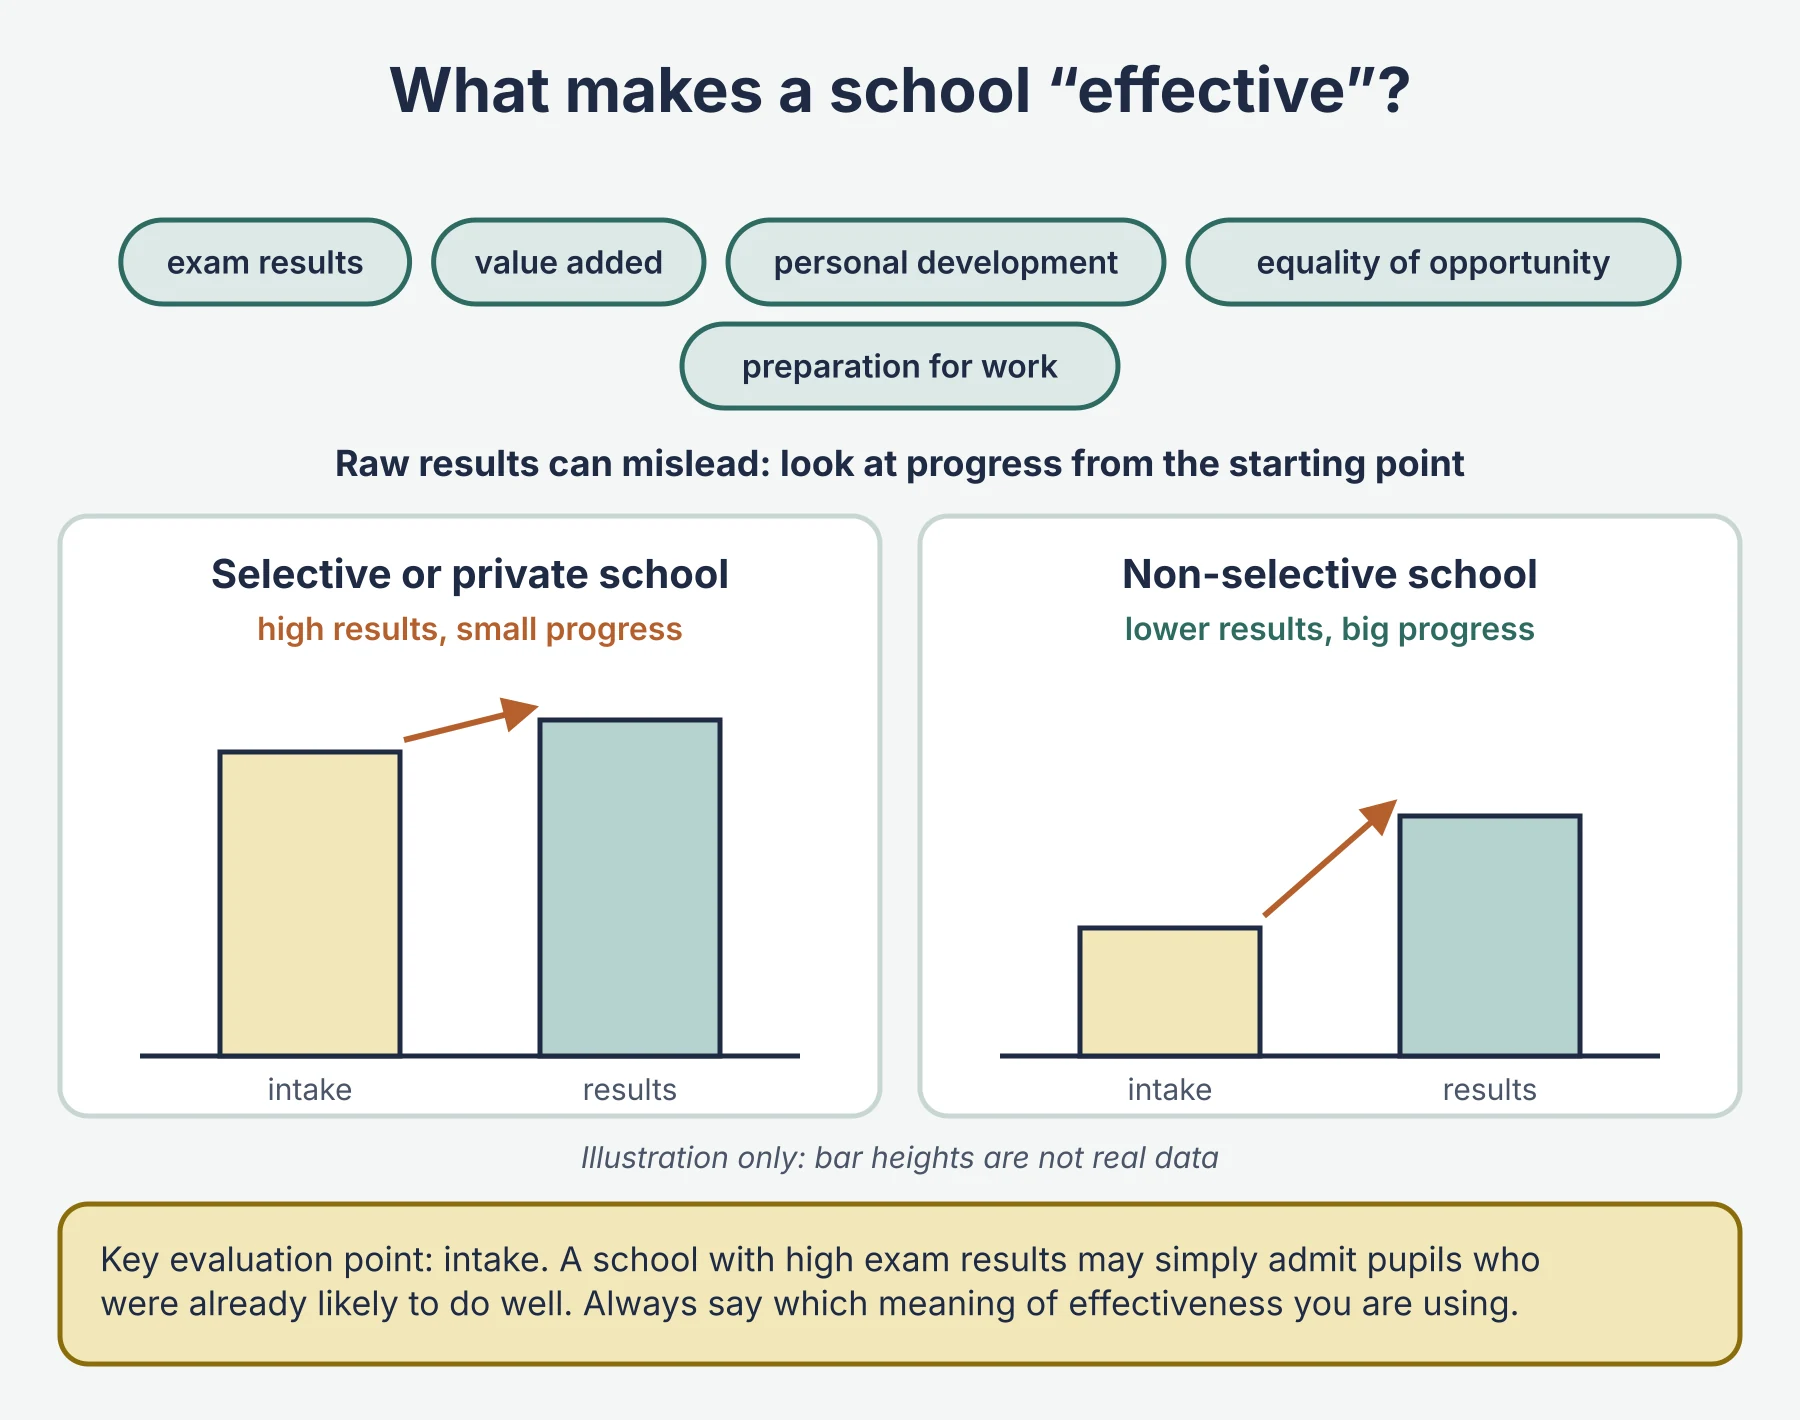 What makes a school “effective”?
exam results
value added
personal development
equality of opportunity
preparation for work
Raw results can mislead: look at progress from the starting point
Selective or private school
high results, small progress
intake
results
Non-selective school
lower results, big progress
intake
results
Illustration only: bar heights are not real data
Key evaluation point: intake. A school with high exam results may simply admit pupils who
were already likely to do well. Always say which meaning of effectiveness you are using.